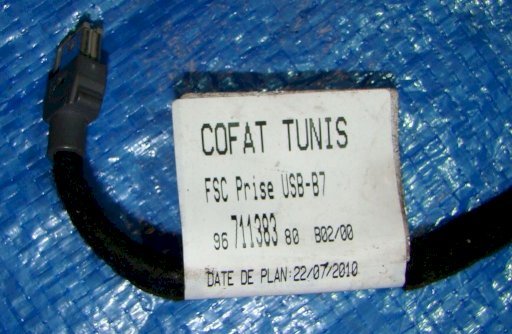 COFAT TUNIS
FSC Prise USB-B7
96 711383 80 B02/00
DATE DE PLAN:22/07/2010